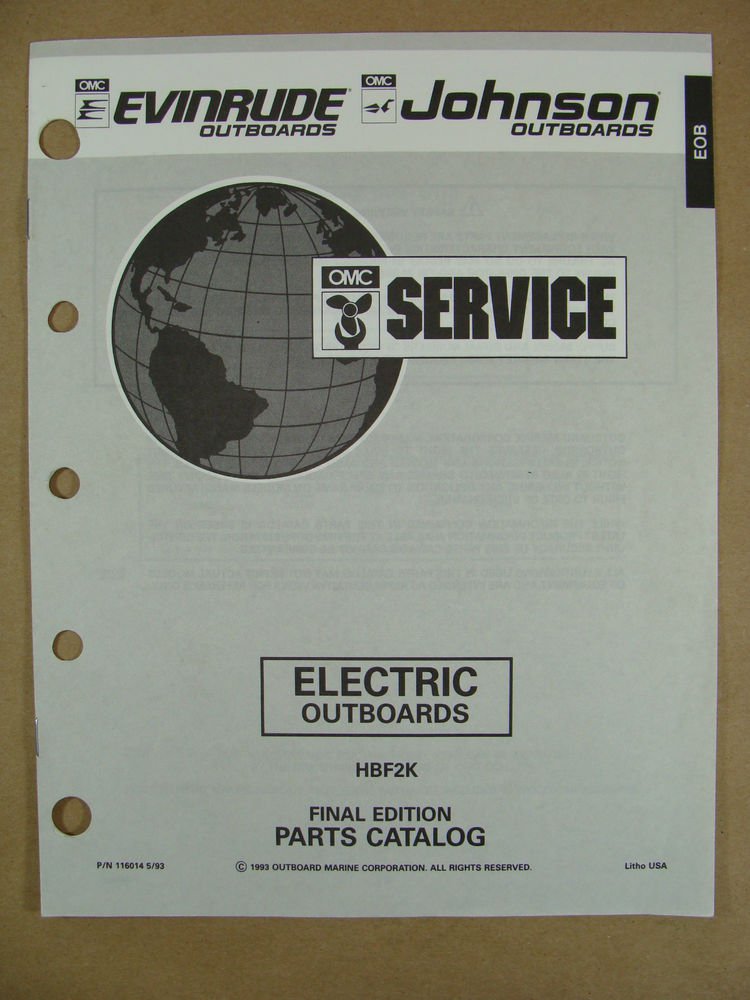 OMC EVINRUDE OUTBOARDS
OMC Johnson OUTBOARDS
EOB
OMC SERVICE
ELECTRIC
OUTBOARDS
HBF2K
FINAL EDITION
PARTS CATALOG
P/N 116014 5/93 © 1993 OUTBOARD MARINE CORPORATION. ALL RIGHTS RESERVED. Litho USA